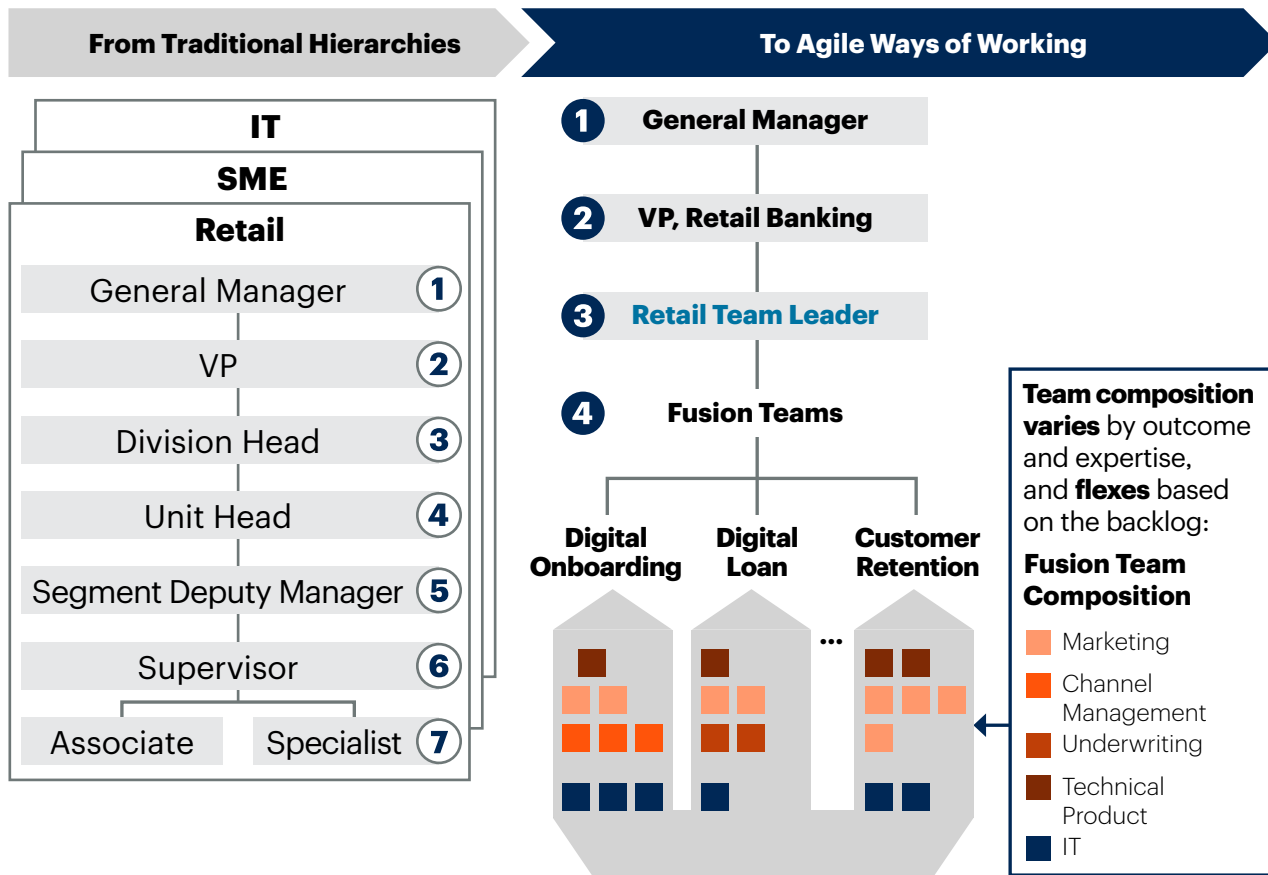 From Traditional Hierarchies
To Agile Ways of Working
IT
SME
Retail
General Manager 1
VP 2
Division Head 3
Unit Head 4
Segment Deputy Manager 5
Supervisor 6
Associate
Specialist 7
1 General Manager
2 VP, Retail Banking
3 Retail Team Leader
4 Fusion Teams
Digital
Onboarding
Digital
Loan
Customer
Retention
...
Team composition
varies by outcome
and expertise,
and flexes based
on the backlog:
Fusion Team
Composition
Marketing
Channel
Management
Underwriting
Technical
Product
IT